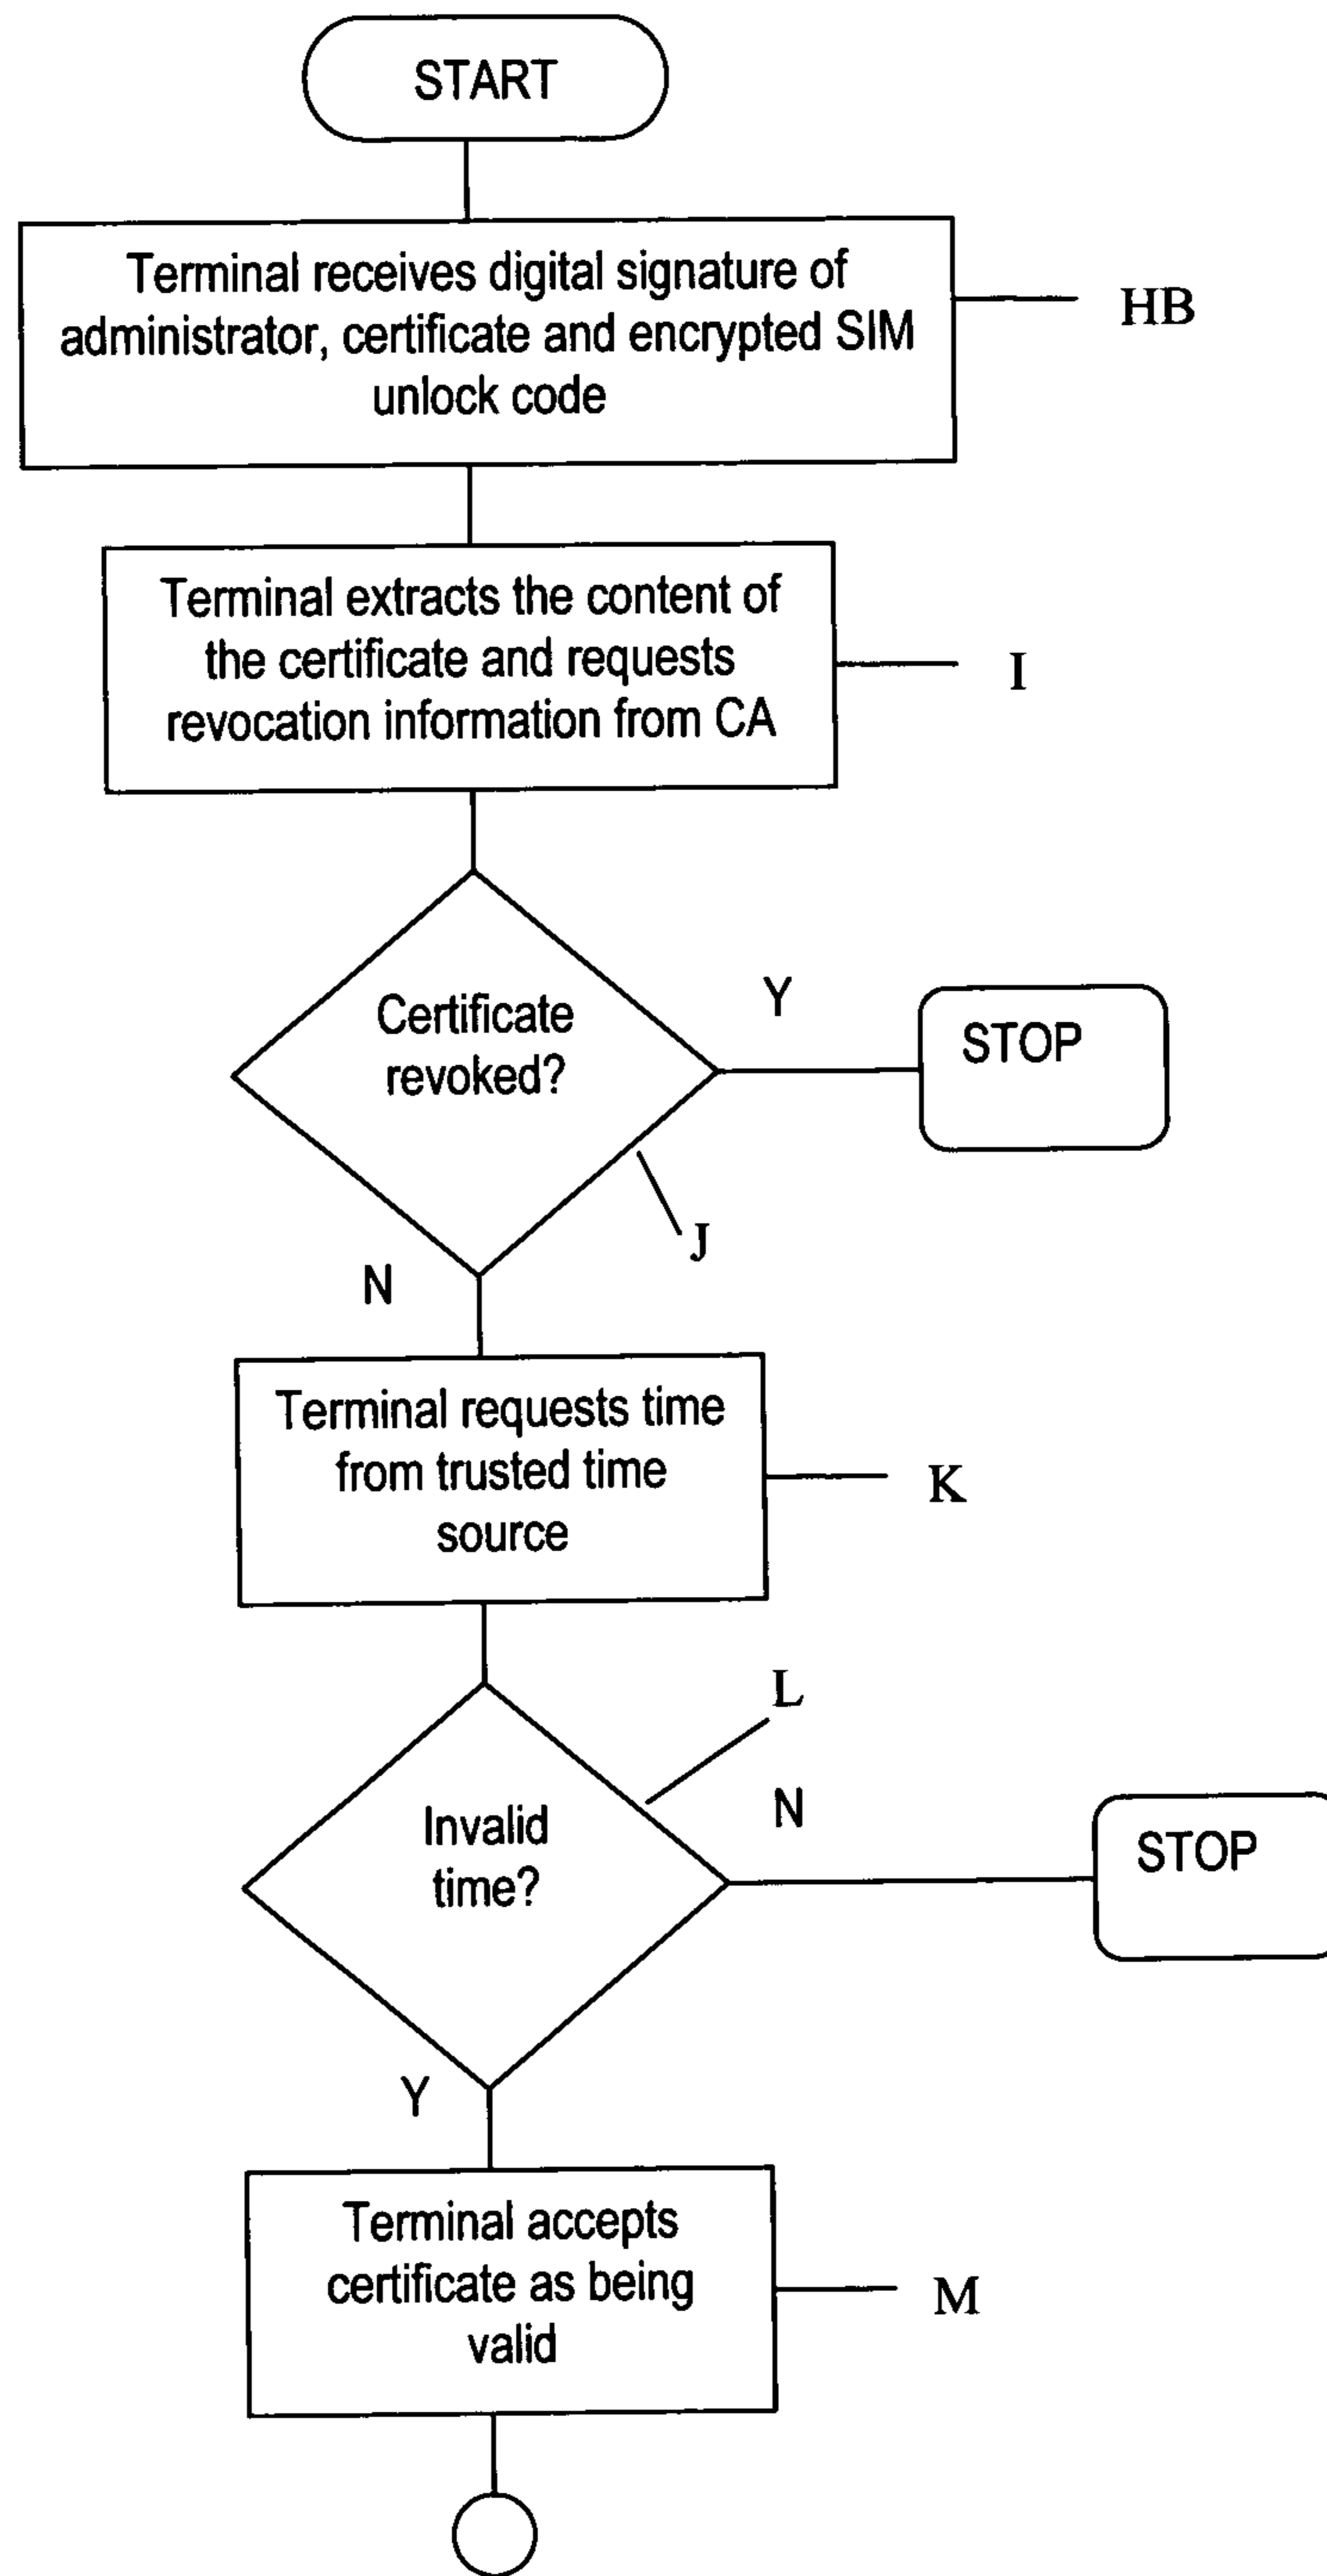 START
Terminal receives digital signature of
administrator, certificate and encrypted SIM
unlock code
HB
Terminal extracts the content of
the certificate and requests
revocation information from CA
I
Certificate
revoked?
Y
STOP
J
N
Terminal requests time
from trusted time
source
K
L
Invalid
time?
N
STOP
Y
Terminal accepts
certificate as being
valid
M